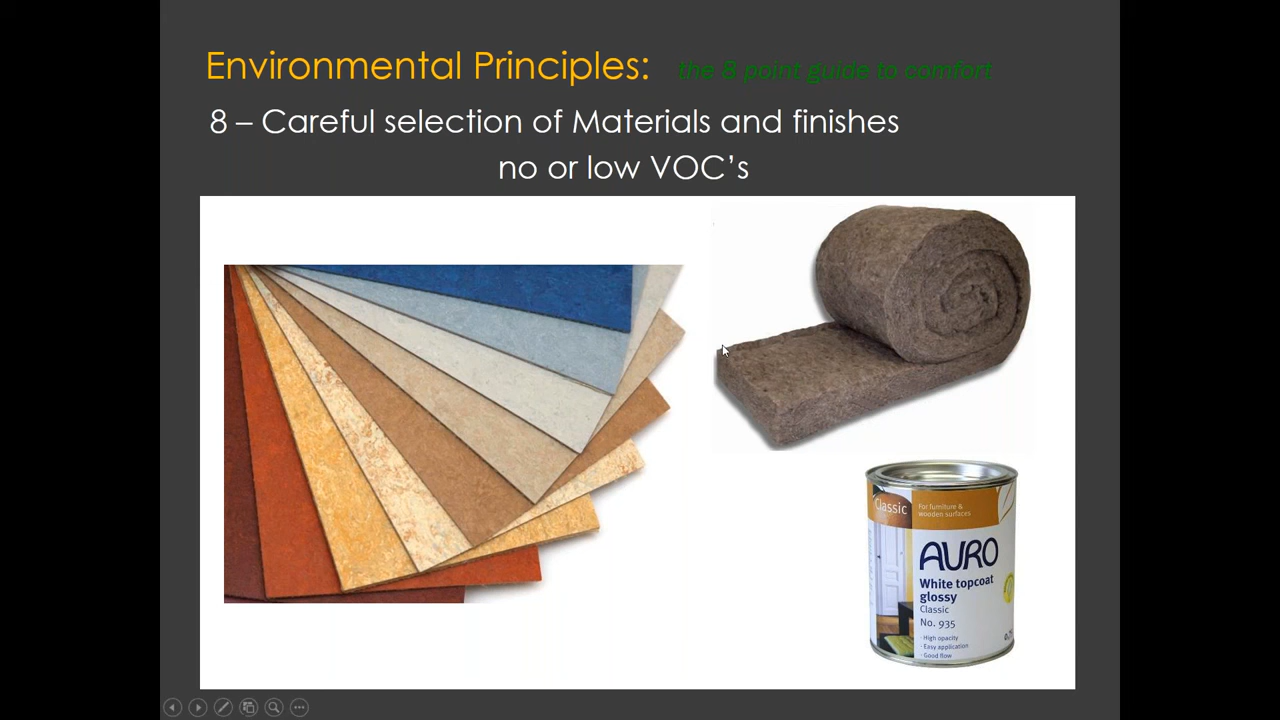 Environmental Principles: the 8 point guide to comfort
8 – Careful selection of Materials and finishes
no or low VOC’s
Classic
For furniture &
wooden surfaces
AURO
White topcoat
glossy
Classic
No. 935
· High opacity
· Easy application
· Good flow